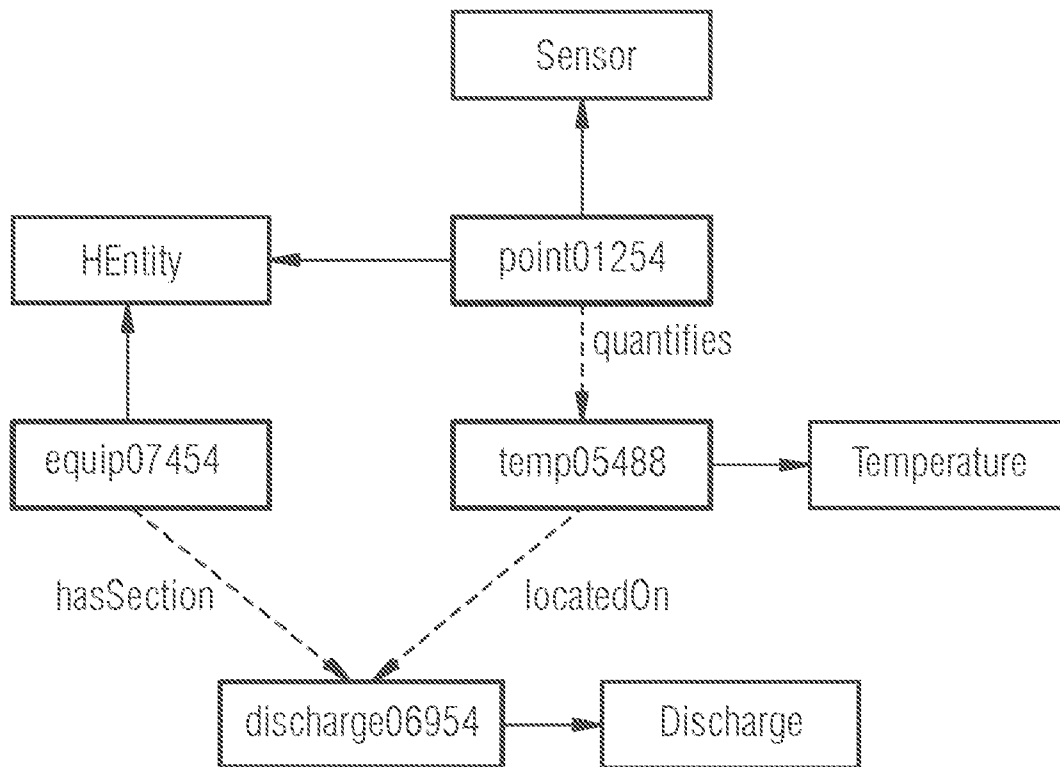 Sensor
HEntity
point01254
quantifies
equip07454
temp05488
Temperature
hasSection
locatedOn
discharge06954
Discharge